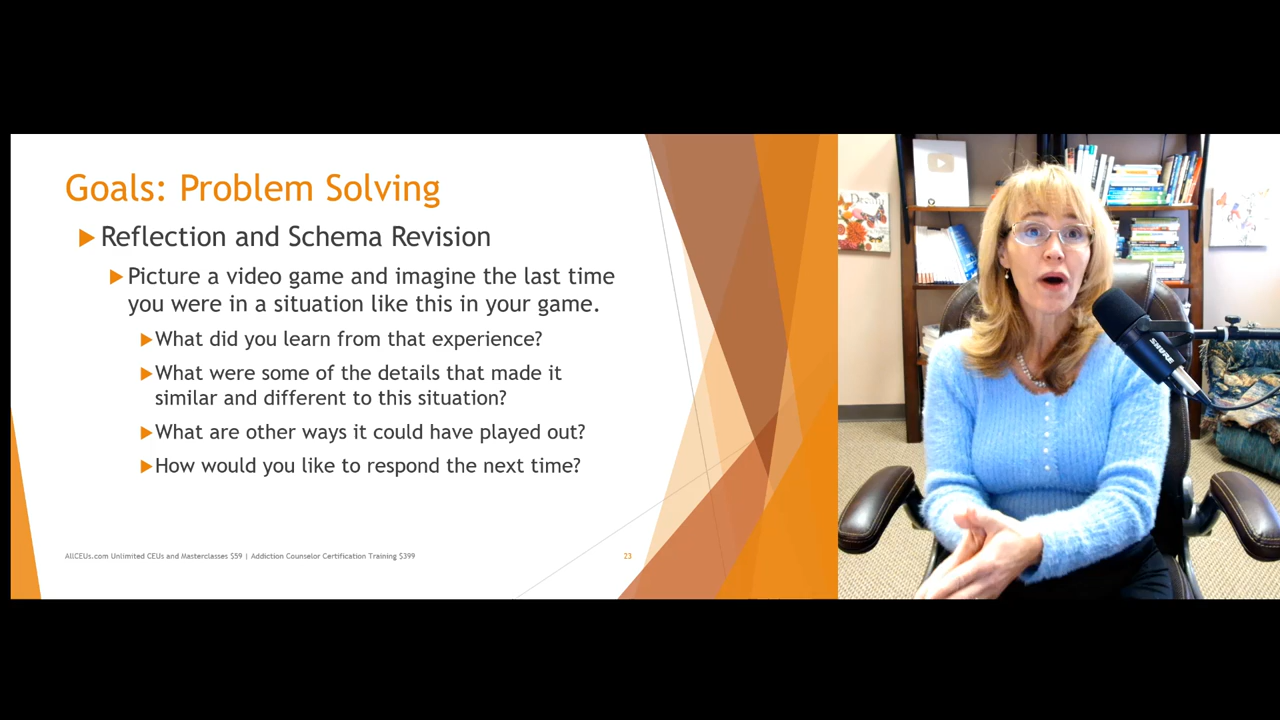 Goals: Problem Solving
Reflection and Schema Revision
Picture a video game and imagine the last time
you were in a situation like this in your game.
What did you learn from that experience?
What were some of the details that made it
similar and different to this situation?
What are other ways it could have played out?
How would you like to respond the next time?
AllCEUs.com Unlimited CEUs and Masterclasses $59 | Addiction Counselor Certification Training $399
23
SHURE